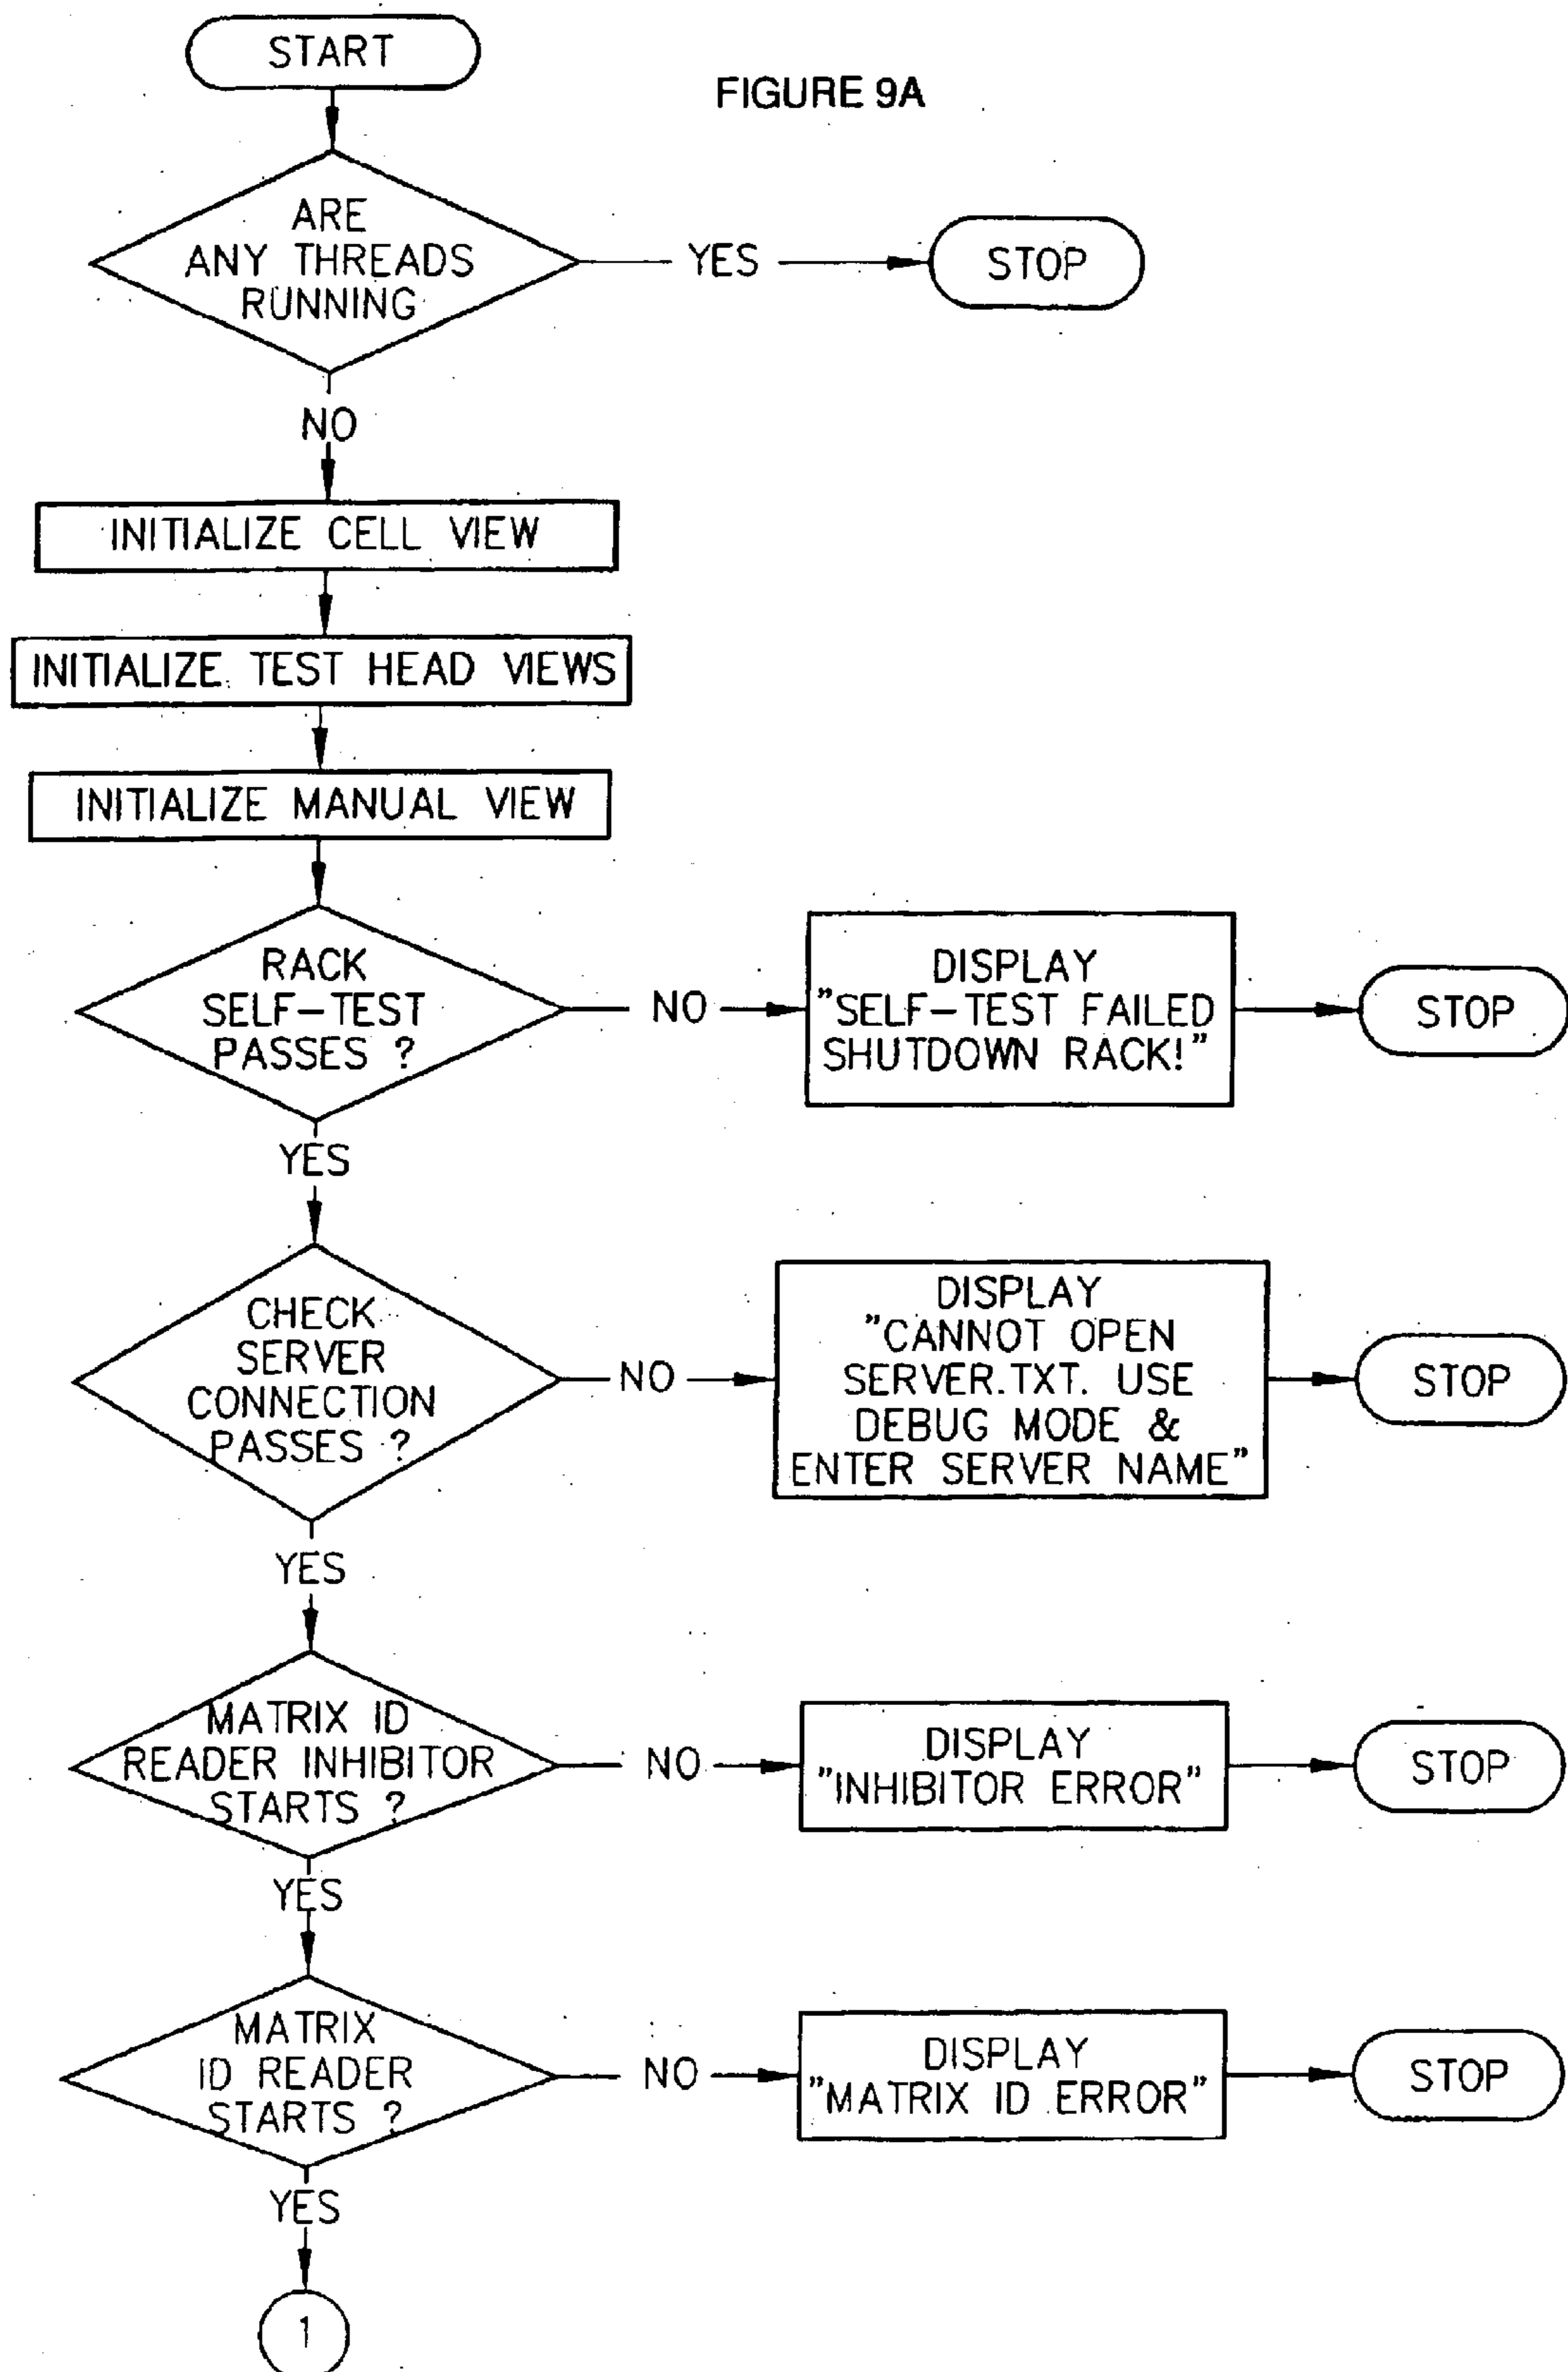 START
FIGURE 9A
ARE
ANY THREADS
RUNNING
YES
STOP
NO
INITIALIZE CELL VIEW
INITIALIZE TEST HEAD VIEWS
INITIALIZE MANUAL VIEW
RACK
SELF-TEST
PASSES ?
NO
DISPLAY
"SELF-TEST FAILED
SHUTDOWN RACK!"
STOP
YES
CHECK
SERVER
CONNECTION
PASSES ?
NO
DISPLAY
"CANNOT OPEN
SERVER.TXT. USE
DEBUG MODE &
ENTER SERVER NAME"
STOP
YES
MATRIX ID
READER INHIBITOR
STARTS ?
NO
DISPLAY
"INHIBITOR ERROR"
STOP
YES
MATRIX
ID READER
STARTS ?
NO
DISPLAY
"MATRIX ID ERROR"
STOP
YES
1